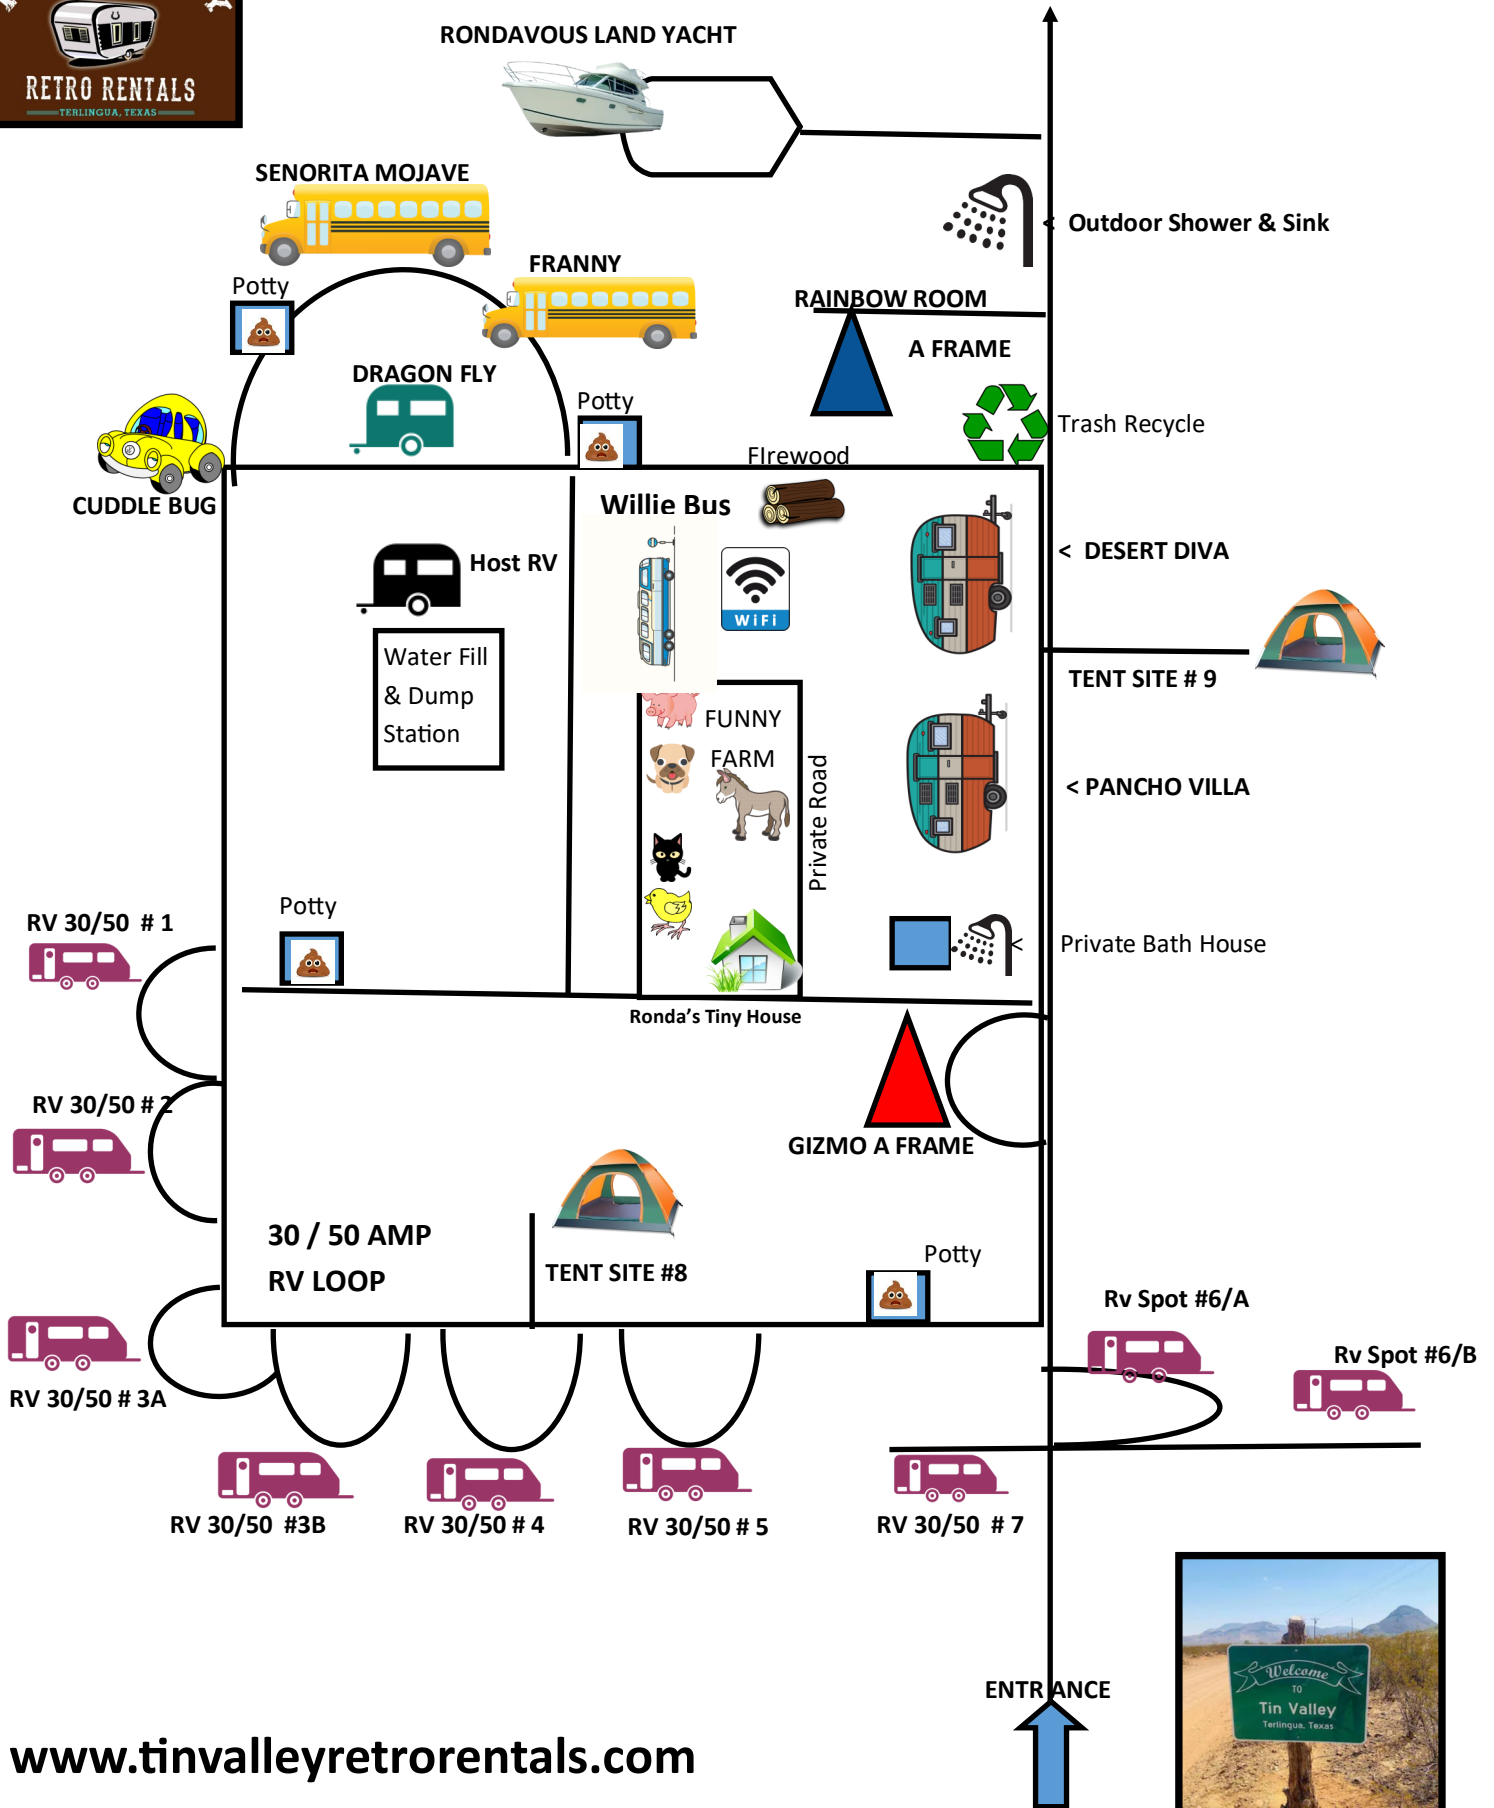 RETRO RENTALS
TERLINGUA, TEXAS
RONDAVOUS LAND YACHT
SENORITA MOJAVE
< Outdoor Shower & Sink
FRANNY
Potty
RAINBOW ROOM
A FRAME
DRAGON FLY
Potty
Trash Recycle
FIrewood
CUDDLE BUG
Willie Bus
Host RV
< DESERT DIVA
WiFi
Water Fill
& Dump
Station
TENT SITE # 9
FUNNY
FARM
Private Road
< PANCHO VILLA
Potty
RV 30/50 # 1
< Private Bath House
Ronda's Tiny House
RV 30/50 # 2
GIZMO A FRAME
30 / 50 AMP
RV LOOP
TENT SITE #8
Potty
Rv Spot #6/A
Rv Spot #6/B
RV 30/50 # 3A
RV 30/50 #3B
RV 30/50 # 4
RV 30/50 # 5
RV 30/50 # 7
Welcome
TO
Tin Valley
Terlingua, Texas
ENTRANCE
www.tinvalleyretrorentals.com